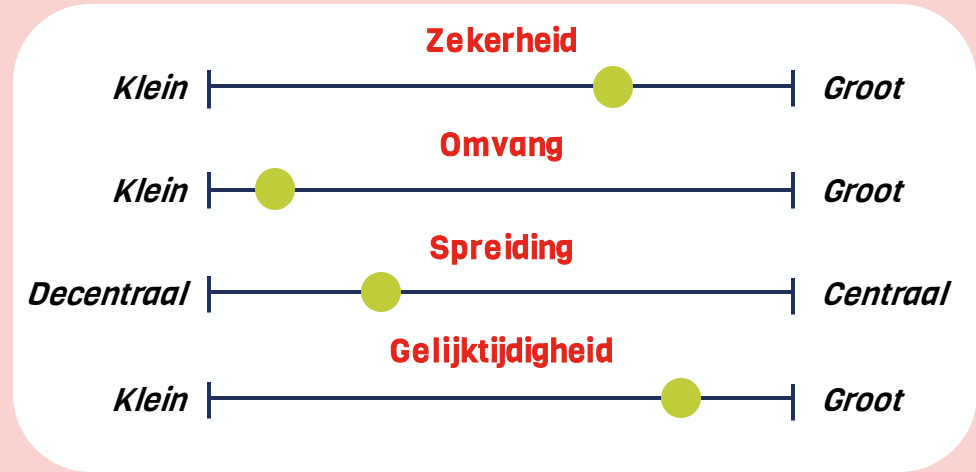 Zekerheid
Klein Groot
Omvang
Klein Groot
Spreiding
Decentraal Centraal
Gelijktijdigheid
Klein Groot